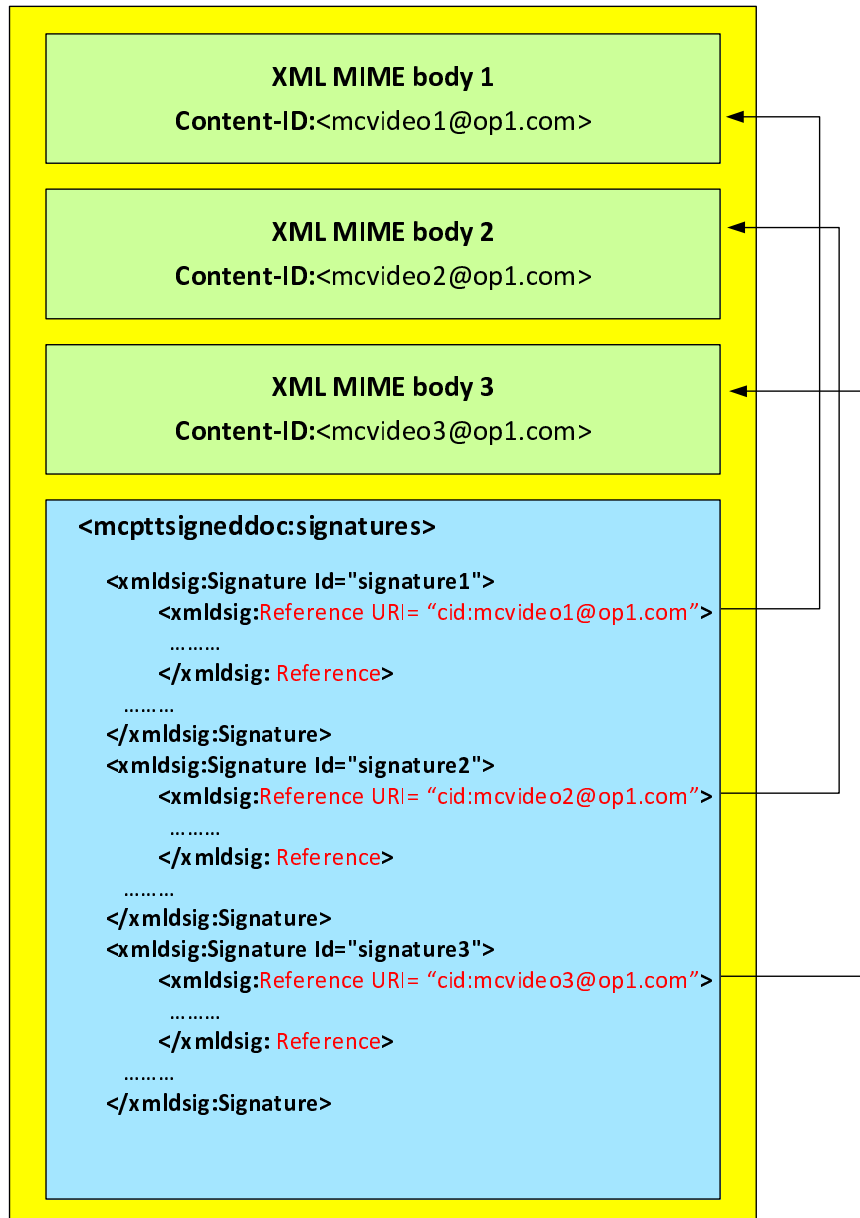 XML MIME body 1
Content-ID:<mcvideo1@op1.com>
XML MIME body 2
Content-ID:<mcvideo2@op1.com>
XML MIME body 3
Content-ID:<mcvideo3@op1.com>
<mcpttsigneddoc:signatures>
<xmldsig:Signature Id="signature1">
<xmldsig:Reference URI= “cid:mcvideo1@op1.com”>
………
</xmldsig: Reference>
………
</xmldsig:Signature>
<xmldsig:Signature Id="signature2">
<xmldsig:Reference URI= “cid:mcvideo2@op1.com”>
………
</xmldsig: Reference>
………
</xmldsig:Signature>
<xmldsig:Signature Id="signature3">
<xmldsig:Reference URI= “cid:mcvideo3@op1.com”>
………
</xmldsig: Reference>
………
</xmldsig:Signature>